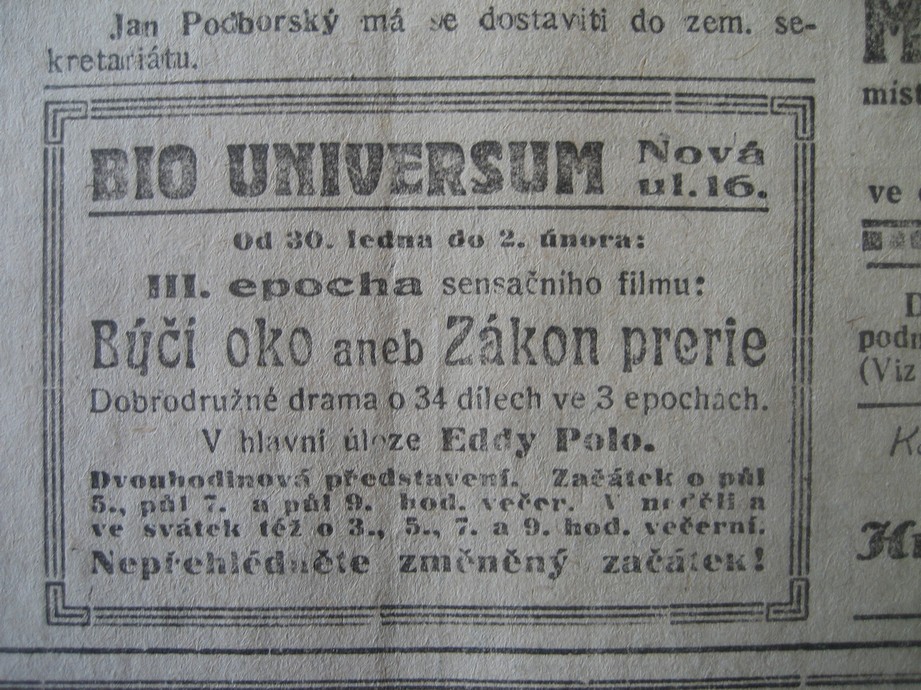 Jan Podborský má se dostaviti do zem. se-
kretariátu.
BIO UNIVERSUM Nová
ul. 16.
Od 30. ledna do 2. února:
III. epocha sensačního filmu:
Býčí oko aneb Zákon prerie
Dobrodružné drama o 34 dílech ve 3 epochách.
V hlavní úloze Eddy Polo.
Dvouhodinová představení. Začátek o půl
5., půl 7. a půl 9. hod. večer. V neděli a
ve svátek též o 3., 5., 7. a 9. hod. večerní.
Nepřehlédněte změněný začátek!
míst
ve
podn
(Viz